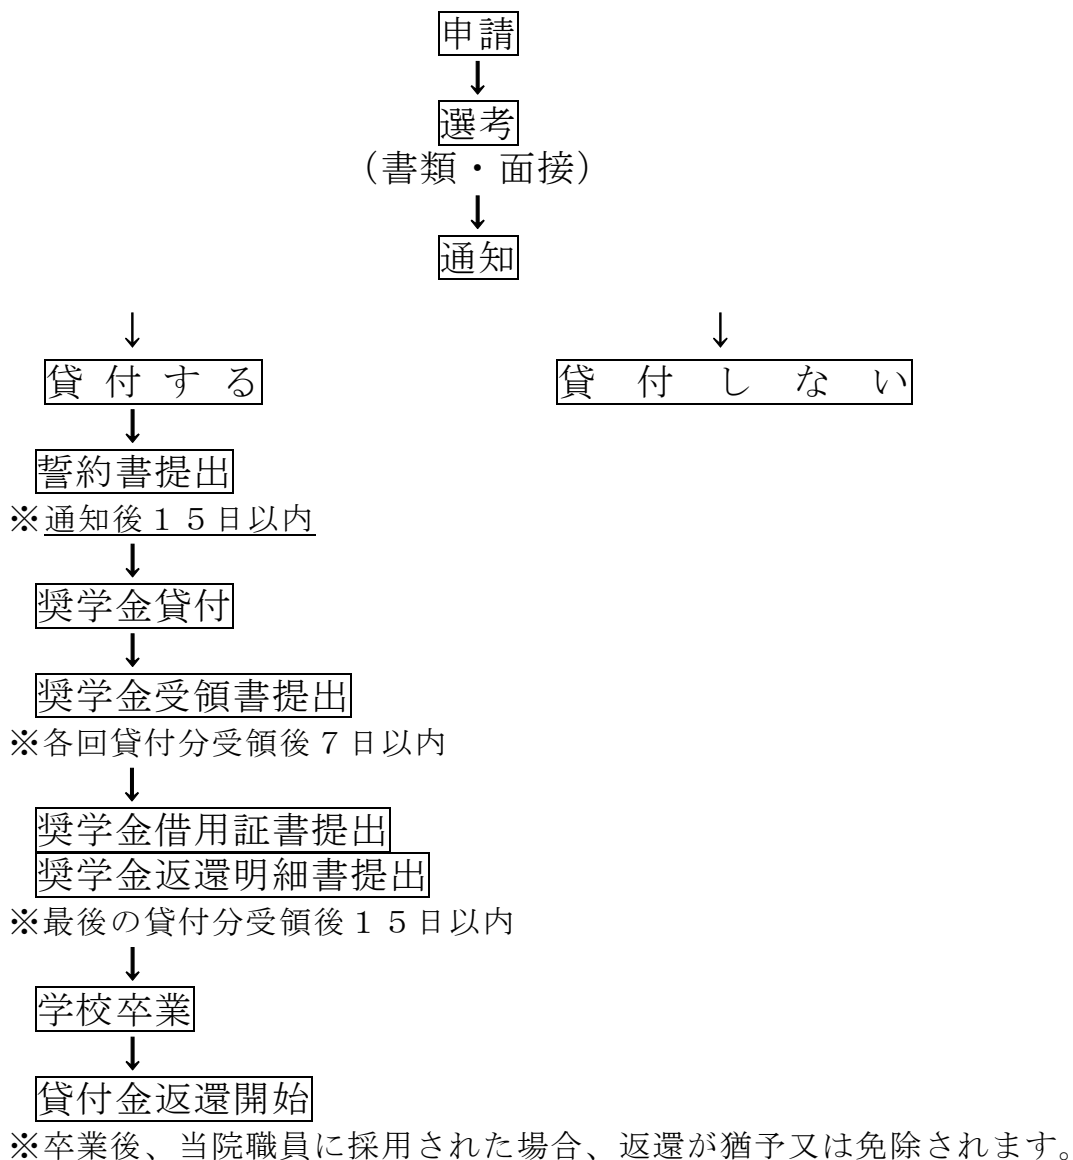 申請
↓
選考
（書類・面接）
↓
通知
↓ ↓
貸付する 貸付しない
↓
誓約書提出
※通知後１５日以内
↓
奨学金貸付
↓
奨学金受領書提出
※各回貸付分受領後７日以内
↓
奨学金借用証書提出
奨学金返還明細書提出
※最後の貸付分受領後１５日以内
↓
学校卒業
↓
貸付金返還開始
※卒業後、当院職員に採用された場合、返還が猶予又は免除されます。